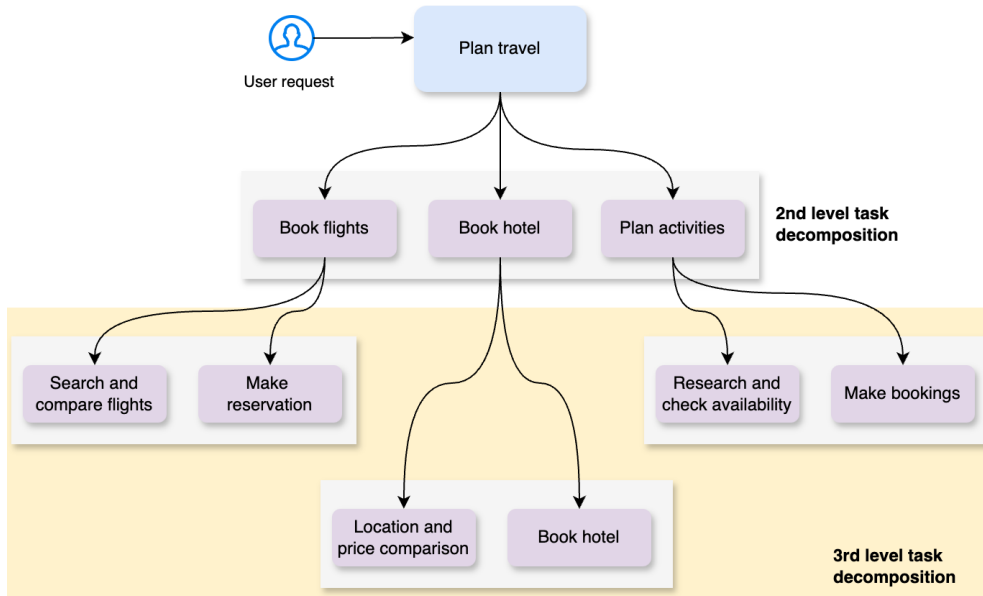 Plan travel
User request
Book flights
Book hotel
Plan activities
2nd level task
decomposition
Search and
compare flights
Make
reservation
Research and
check availability
Make bookings
Location and
price comparison
Book hotel
3rd level task
decomposition